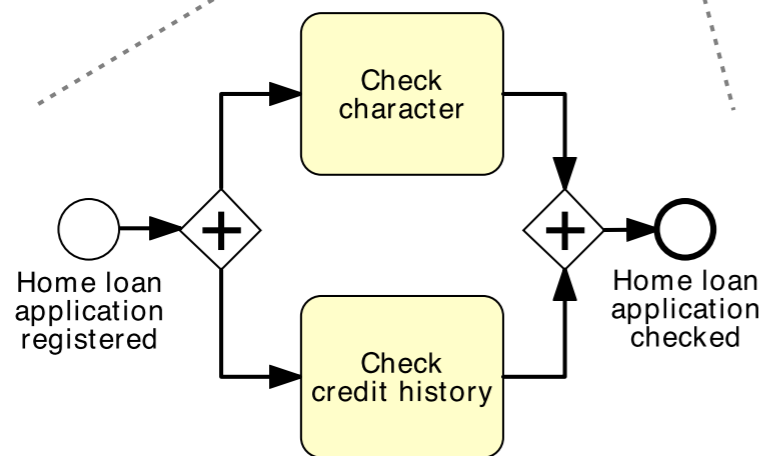 Check
character
Home loan
application
registered
Home loan
application
checked
Check
credit history